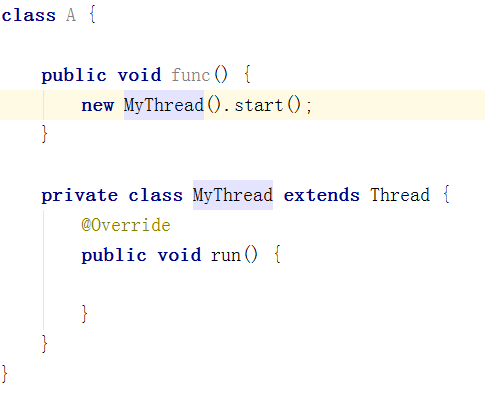 class A {
public void func() {
new MyThread().start();
}
private class MyThread extends Thread {
@Override
public void run() {
}
}
}